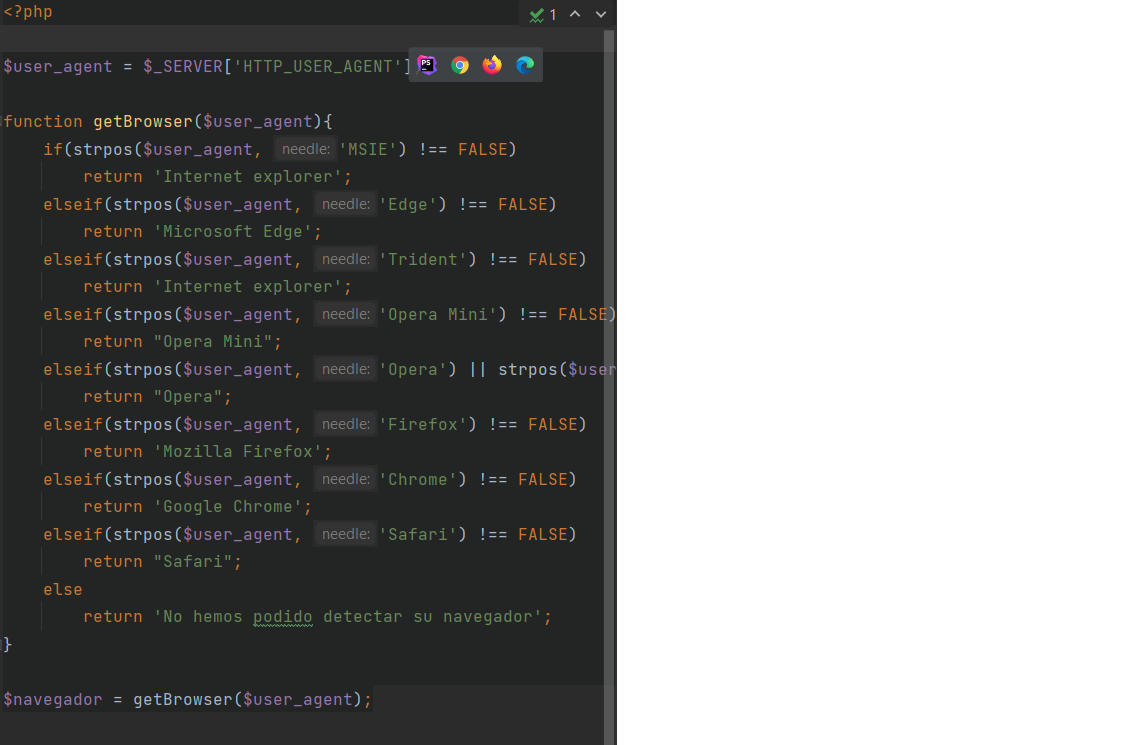 <?php
1
$user_agent = $_SERVER['HTTP_USER_AGENT']
PS
function getBrowser($user_agent){
if(strpos($user_agent, needle: 'MSIE') !== FALSE)
return 'Internet explorer';
elseif(strpos($user_agent, needle: 'Edge') !== FALSE)
return 'Microsoft Edge';
elseif(strpos($user_agent, needle: 'Trident') !== FALSE)
return 'Internet explorer';
elseif(strpos($user_agent, needle: 'Opera Mini') !== FALSE)
return "Opera Mini";
elseif(strpos($user_agent, needle: 'Opera') || strpos($user
return "Opera";
elseif(strpos($user_agent, needle: 'Firefox') !== FALSE)
return 'Mozilla Firefox';
elseif(strpos($user_agent, needle: 'Chrome') !== FALSE)
return 'Google Chrome';
elseif(strpos($user_agent, needle: 'Safari') !== FALSE)
return "Safari";
else
return 'No hemos podido detectar su navegador';
}
$navegador = getBrowser($user_agent);